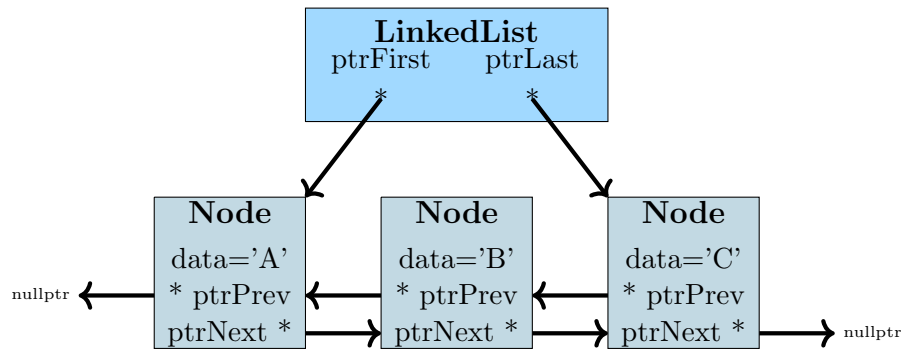 LinkedList
ptrFirst ptrLast
* *
Node Node Node
data='A' data='B' data='C'
nullptr * ptrPrev * ptrPrev * ptrPrev
ptrNext * ptrNext * ptrNext * nullptr